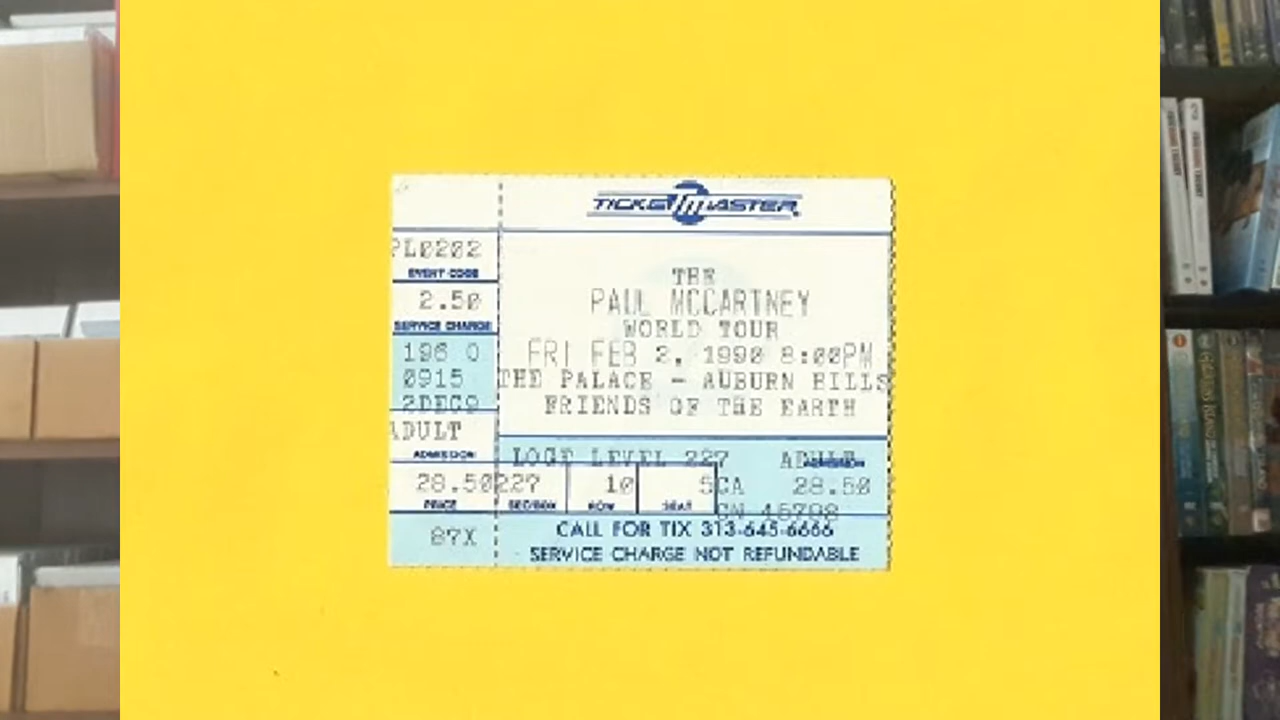 TICKETMASTER
PL0202
EVENT CODE
2.50
SERVICE CHARGE
196 0
0915
2DEC9
ADULT
ADMISSION
28.50
PRICE
87X
THE
PAUL MCCARTNEY
WORLD TOUR
FRI FEB 2, 1990 8:00PM
THE PALACE - AUBURN HILLS
FRIENDS OF THE EARTH
LOGE LEVEL 227 ADULT
ADMISSION
227 10 5 CA 28.50
SEC/BOX ROW SEAT
CALL FOR TIX 313-645-6666
SERVICE CHARGE NOT REFUNDABLE